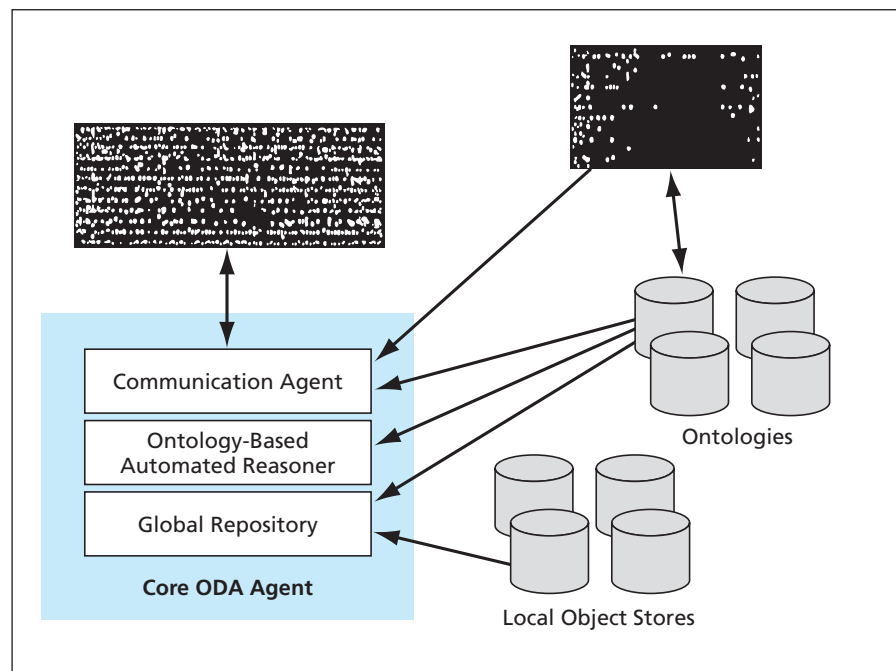 Communication Agent
Ontology-Based
Automated Reasoner
Global Repository
Core ODA Agent
Ontologies
Local Object Stores